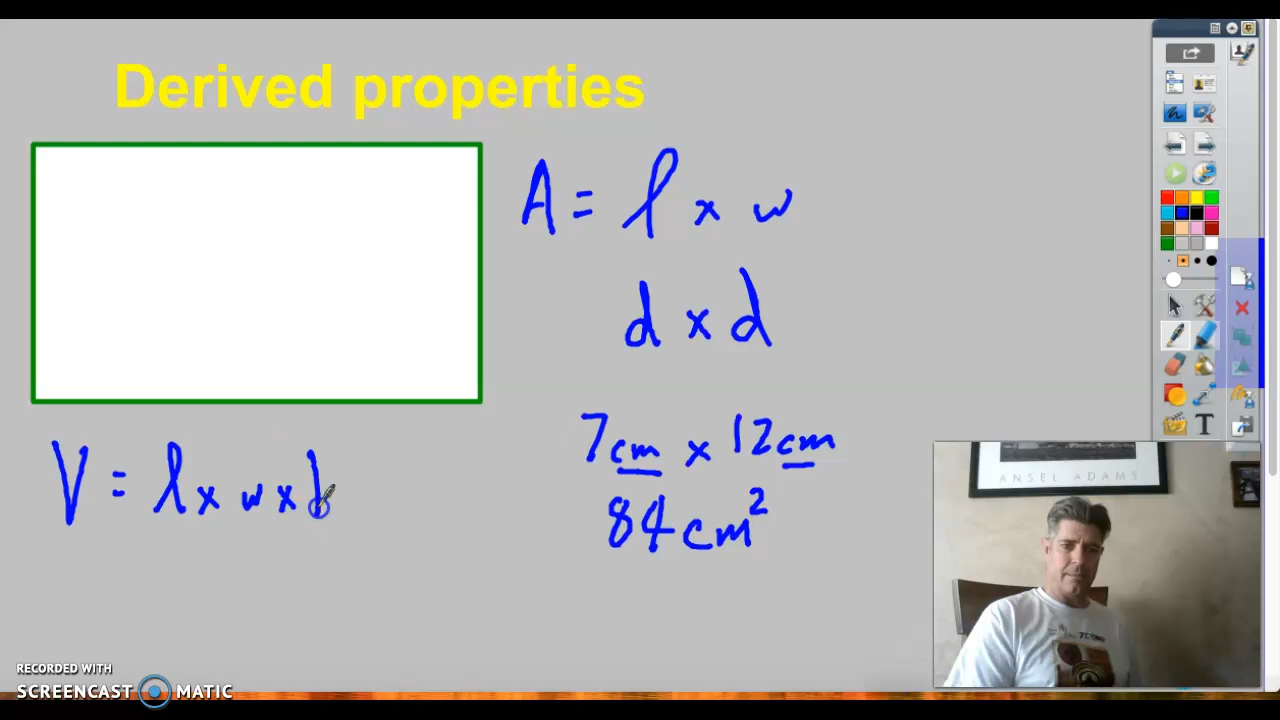 Derived properties
A = l x w
d x d
7cm x 12cm
84cm²
V = l x w x h
ANSEL ADAMS
RECORDED WITH
SCREENCAST MATIC